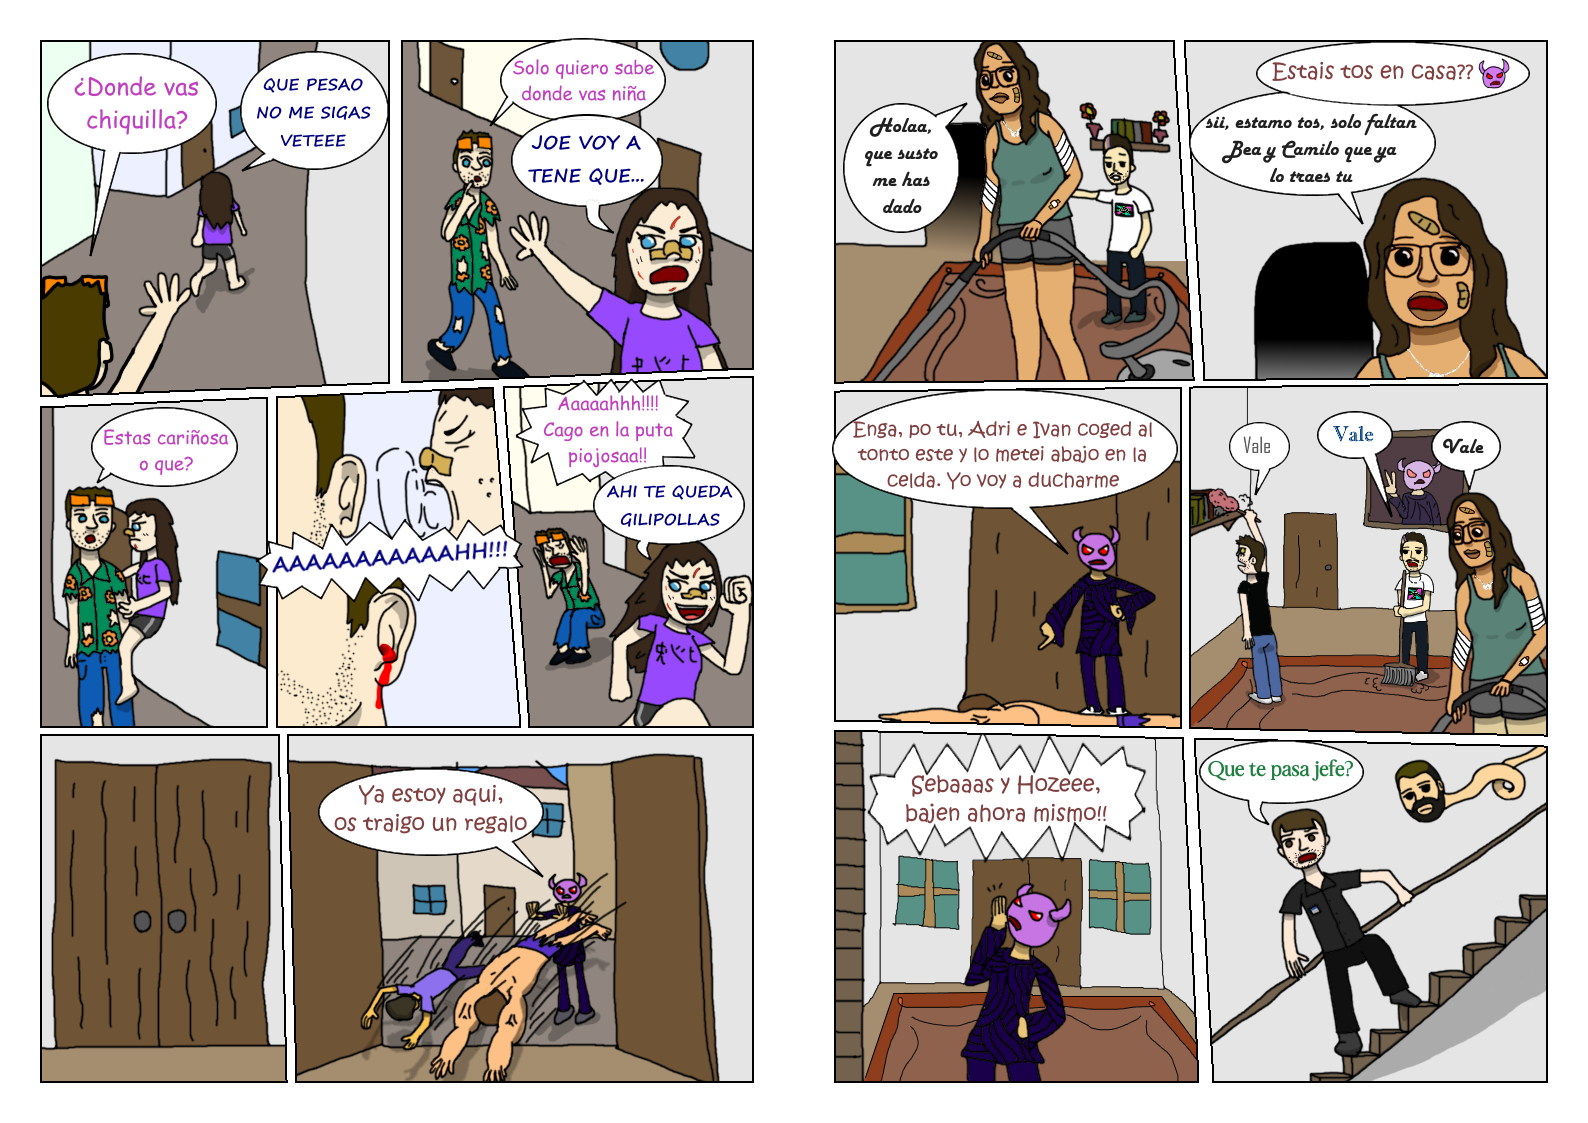 ¿Donde vas
chiquilla?
QUE PESAO
NO ME SIGAS
VETEEE
Solo quiero sabe
donde vas niña
JOE VOY A
TENE QUE...
Estas cariñosa
o que?
AAAAAAAAAAAHH!!!
Aaaaahhh!!!!
Cago en la puta
piojosaa!!
AHI TE QUEDA
GILIPOLLAS
Ya estoy aqui,
os traigo un regalo
Holaa,
que susto
me has
dado
Estais tos en casa??
sii, estamo tos, solo faltan
Bea y Camilo que ya
lo traes tu
Enga, po tu, Adri e Ivan coged al
tonto este y lo metei abajo en la
celda. Yo voy a ducharme
Vale
Vale
Vale
Sebaaas y Hozeee,
bajen ahora mismo!!
Que te pasa jefe?